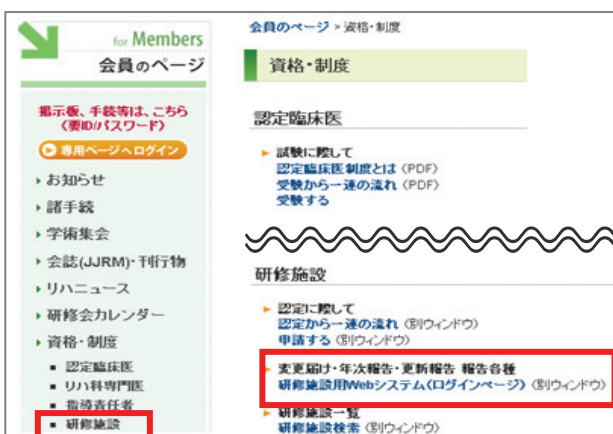 for Members
会員のページ
掲示板、手続等は、こちら
(要ID/パスワード)
専用ページへログイン
お知らせ
諸手続
学術集会
会誌(JJRM)・刊行物
リハニュース
研修会カレンダー
資格・制度
認定臨床医
リハ科専門医
指導責任者
研修施設
会員のページ > 資格・制度
資格・制度
認定臨床医
試験に際して
認定臨床医制度とは (PDF)
受験から一連の流れ (PDF)
受験する
研修施設
認定に際して
認定から一連の流れ (別ウィンドウ)
申請する (別ウィンドウ)
変更届け・年次報告・更新報告 報告各種
研修施設用Webシステム(ログインページ) (別ウィンドウ)
研修施設一覧
研修施設検索 (別ウィンドウ)